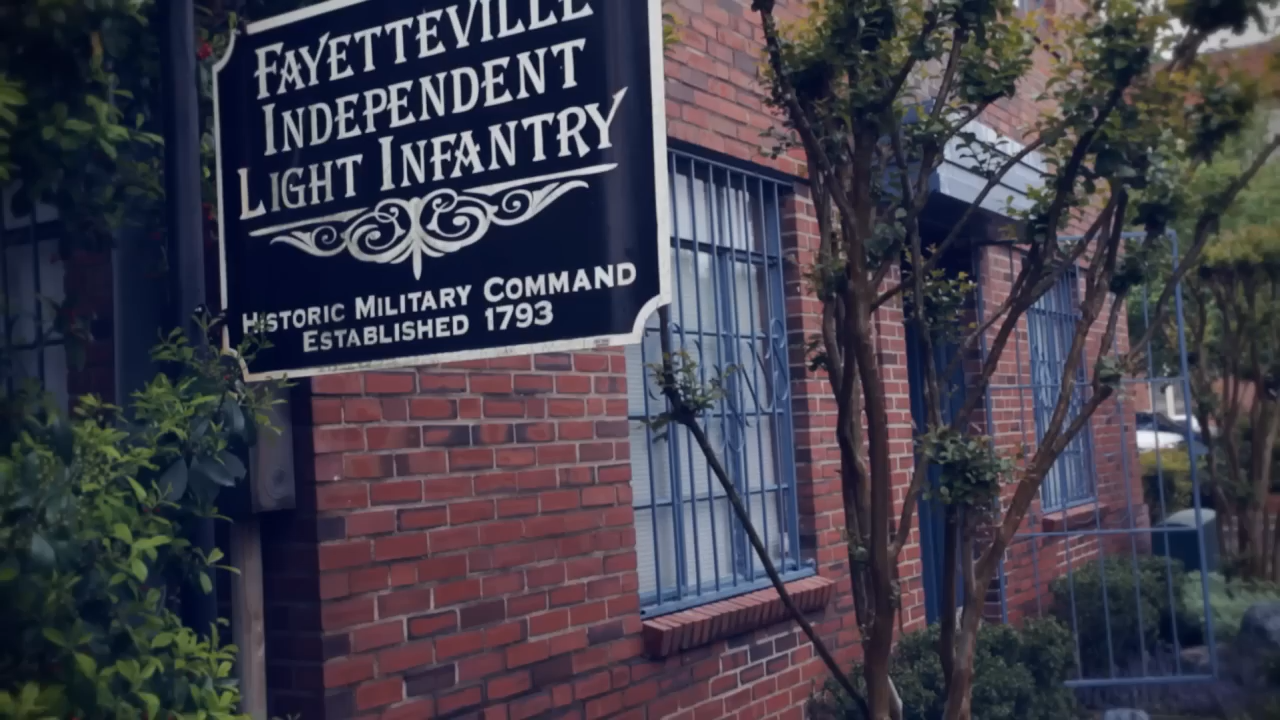 FAYETTEVILLE
INDEPENDENT
LIGHT INFANTRY
HISTORIC MILITARY COMMAND
ESTABLISHED 1793